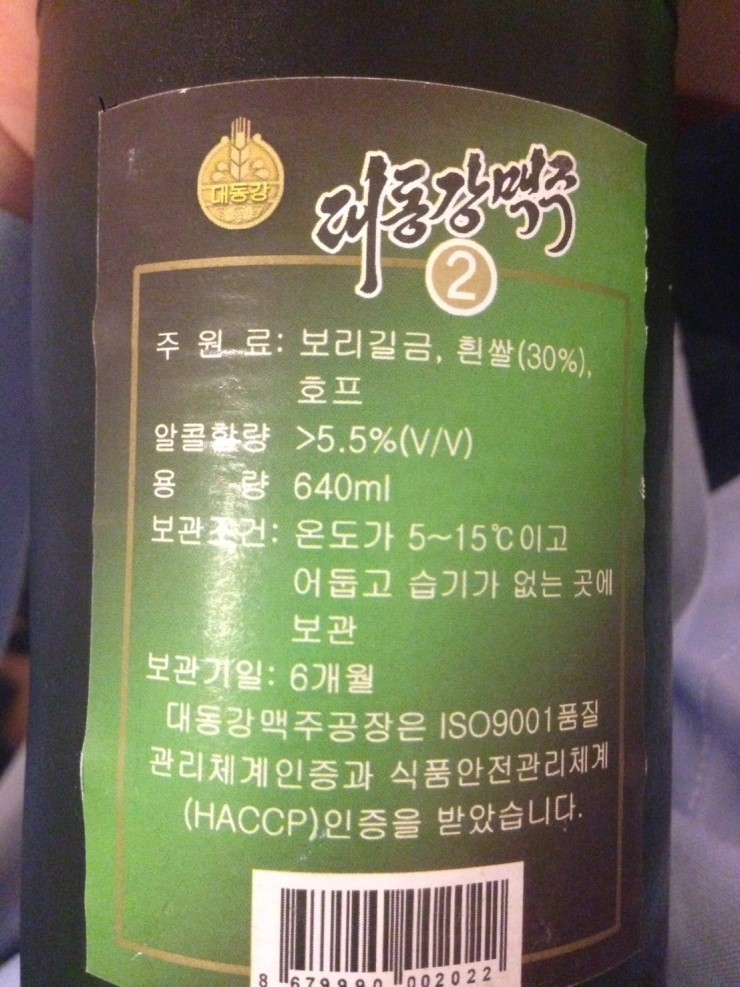 대동강
대동강맥주
2
주 원 료: 보리길금, 흰쌀(30%),
호프
알콜함량 >5.5%(V/V)
용 량 640ml
보관조건: 온도가 5~15℃이고
어둡고 습기가 없는 곳에
보관
보관기일: 6개월
대동강맥주공장은 ISO9001품질
관리체계인증과 식품안전관리체계
(HACCP)인증을 받았습니다.
8 679990 002022